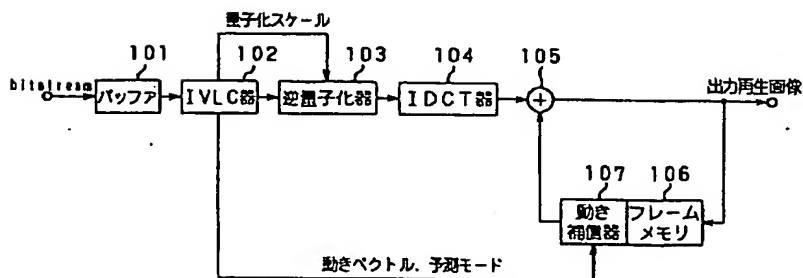 量子化スケール
101
102
103
104
105
bitstream
バッファ
IVLC器
逆量子化器
IDCT器
出力再生画像
107
106
動き
補償器
フレーム
メモリ
動きベクトル、予測モード